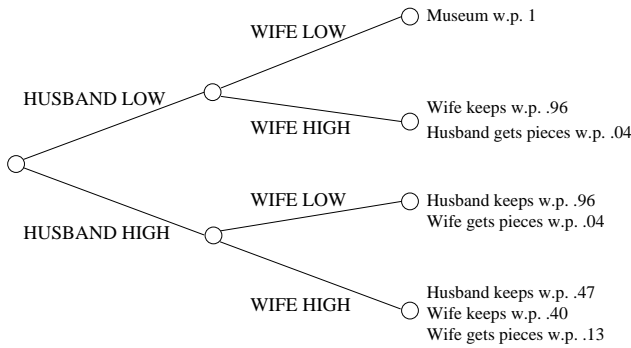 WIFE LOW
Museum w.p. 1
HUSBAND LOW
WIFE HIGH
Wife keeps w.p. .96
Husband gets pieces w.p. .04
WIFE LOW
Husband keeps w.p. .96
Wife gets pieces w.p. .04
HUSBAND HIGH
WIFE HIGH
Husband keeps w.p. .47
Wife keeps w.p. .40
Wife gets pieces w.p. .13